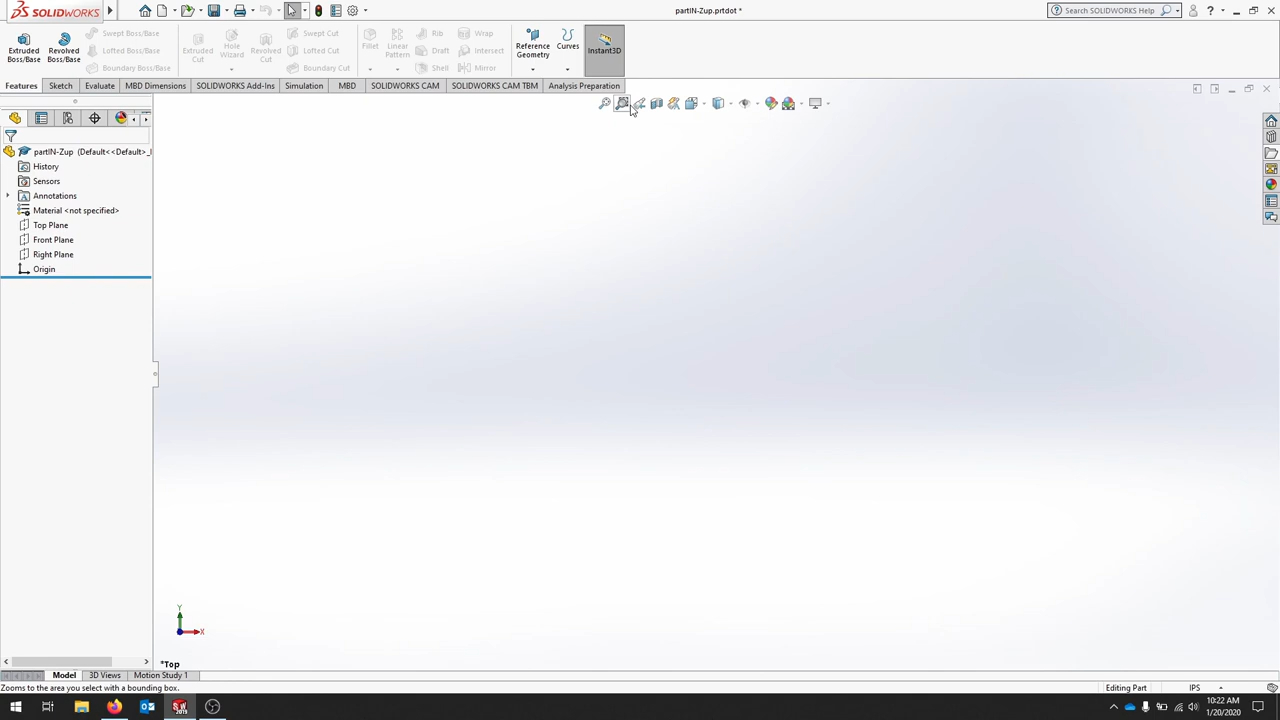 SOLIDWORKS
partIN-Zup.prtdot *
Search SOLIDWORKS Help
Extruded
Boss/Base
Revolved
Boss/Base
Swept Boss/Base
Lofted Boss/Base
Boundary Boss/Base
Extruded
Cut
Hole
Wizard
Revolved
Cut
Swept Cut
Lofted Cut
Boundary Cut
Fillet
Linear
Pattern
Rib
Draft
Shell
Wrap
Intersect
Mirror
Reference
Geometry
Curves
Instant3D
Features Sketch Evaluate MBD Dimensions SOLIDWORKS Add-Ins Simulation MBD SOLIDWORKS CAM SOLIDWORKS CAM TBM Analysis Preparation
partIN-Zup (Default<<Default>_
History
Sensors
Annotations
Material <not specified>
Top Plane
Front Plane
Right Plane
Origin
Y
X
*Top
Model 3D Views Motion Study 1
Zooms to the area you select with a bounding box.
Editing Part
IPS
10:22 AM
1/20/2020